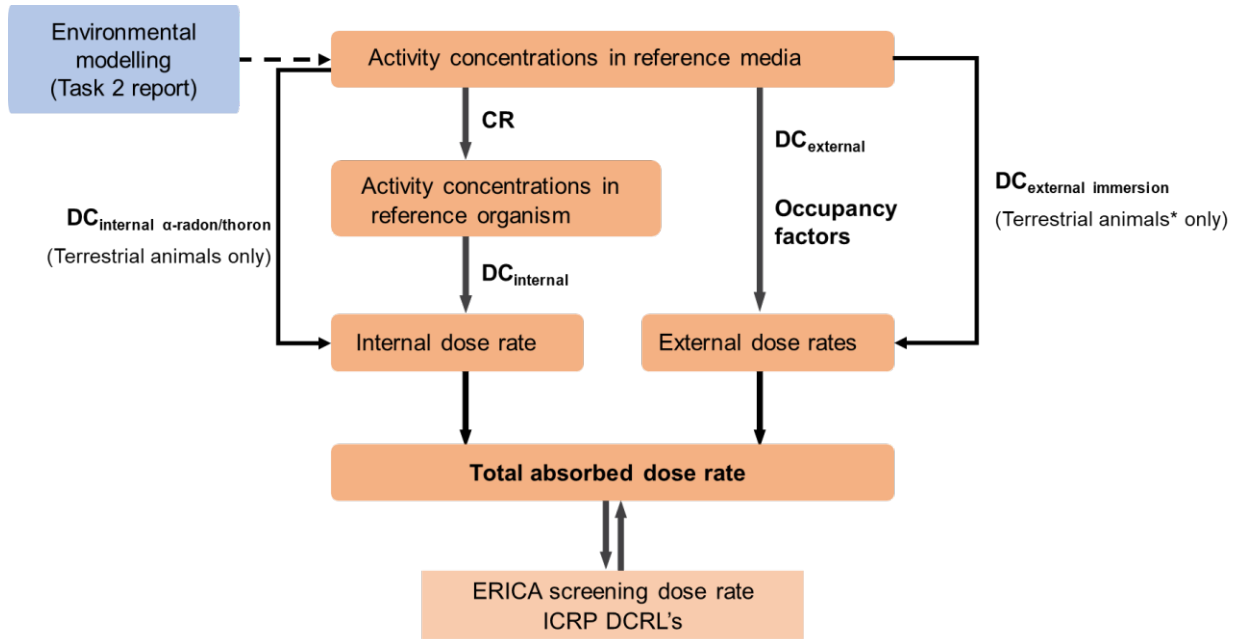 Environmental
modelling
(Task 2 report)
Activity concentrations in reference media
CR
DCexternal
Activity concentrations in
reference organism
Occupancy
factors
DCexternal immersion
(Terrestrial animals* only)
DCinternal α-radon/thoron
(Terrestrial animals only)
DCinternal
Internal dose rate
External dose rates
Total absorbed dose rate
ERICA screening dose rate
ICRP DCRL's